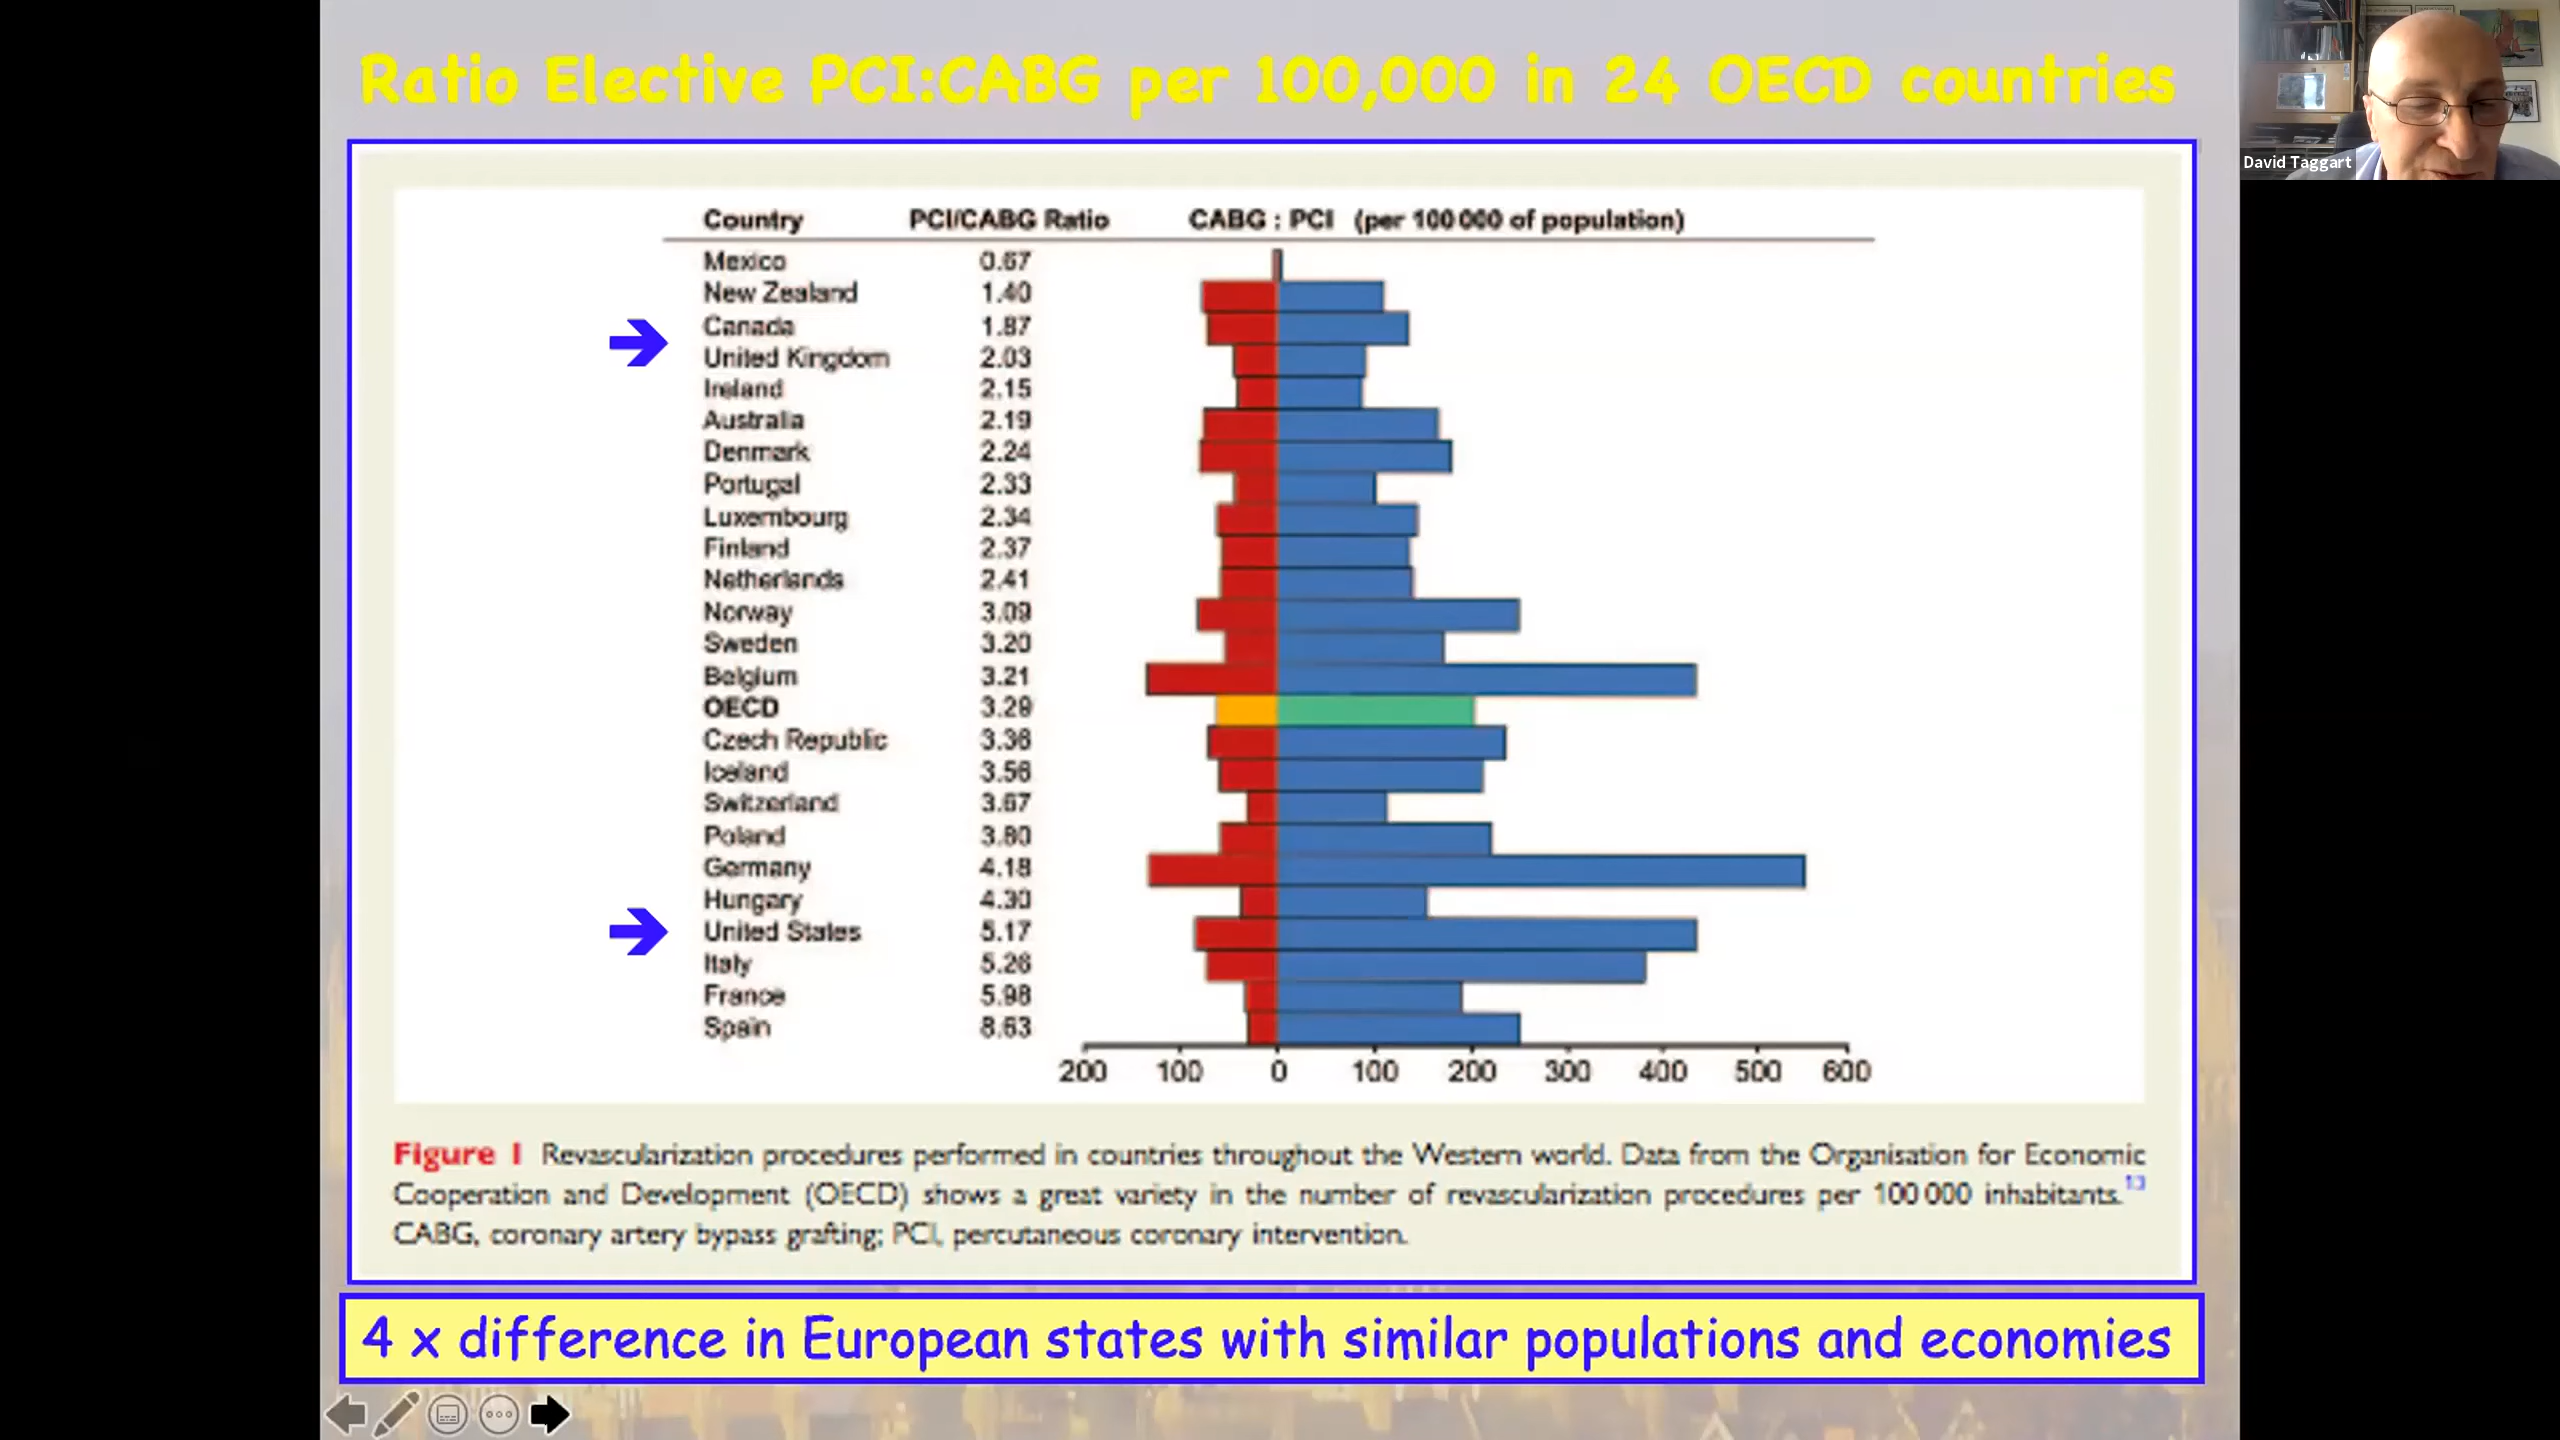 Ratio Elective PCI:CABG per 100,000 in 24 OECD countries
David Taggart
Country PCI/CABG Ratio CABG : PCI (per 100 000 of population)
Mexico 0.67
New Zealand 1.40
Canada 1.87
United Kingdom 2.03
Ireland 2.15
Australia 2.19
Denmark 2.24
Portugal 2.33
Luxembourg 2.34
Finland 2.37
Netherlands 2.41
Norway 3.09
Sweden 3.20
Belgium 3.21
OECD 3.29
Czech Republic 3.36
Iceland 3.56
Switzerland 3.67
Poland 3.80
Germany 4.18
Hungary 4.30
United States 5.17
Italy 5.26
France 5.98
Spain 8.63
200 100 0 100 200 300 400 500 600
Figure 1 Revascularization procedures performed in countries throughout the Western world. Data from the Organisation for Economic
Cooperation and Development (OECD) shows a great variety in the number of revascularization procedures per 100 000 inhabitants.13
CABG, coronary artery bypass grafting; PCI, percutaneous coronary intervention.
4 x difference in European states with similar populations and economies